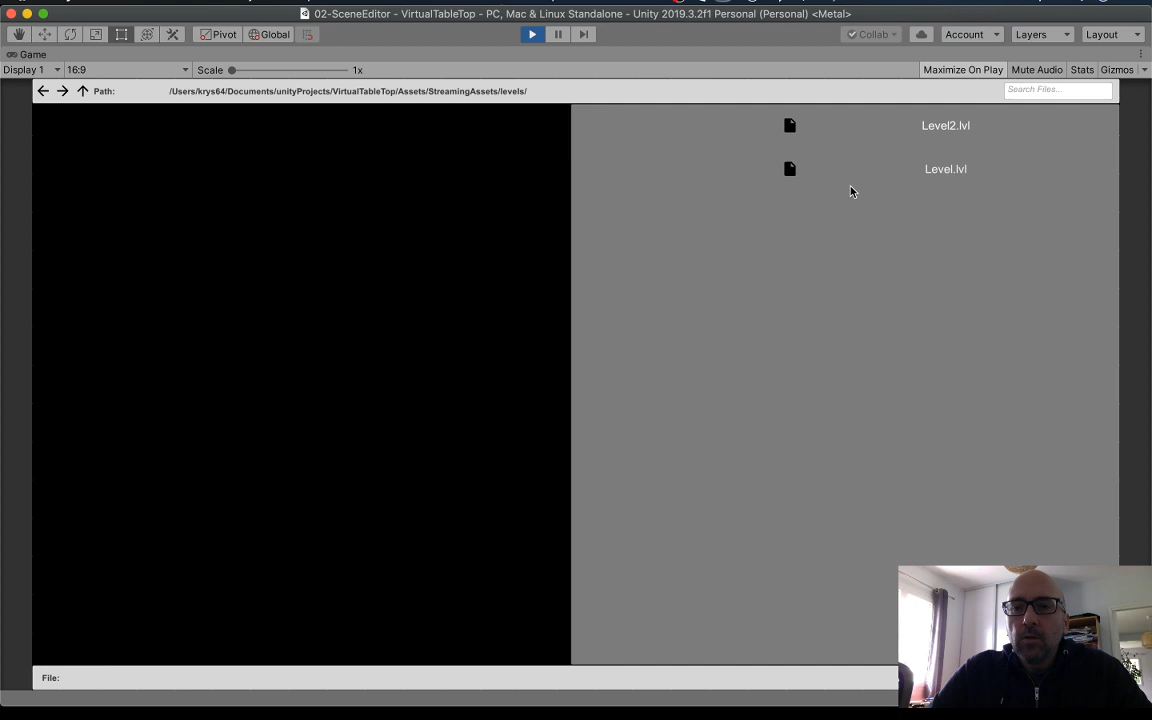 02-SceneEditor - VirtualTableTop - PC, Mac & Linux Standalone - Unity 2019.3.2f1 Personal (Personal) <Metal>
Pivot Global Collab Account Layers Layout
Game
Display 1 16:9 Scale 1x Maximize On Play Mute Audio Stats Gizmos
Path: /Users/krys64/Documents/unityProjects/VirtualTableTop/Assets/StreamingAssets/levels/ Search Files...
Level2.lvl
Level.lvl
File: